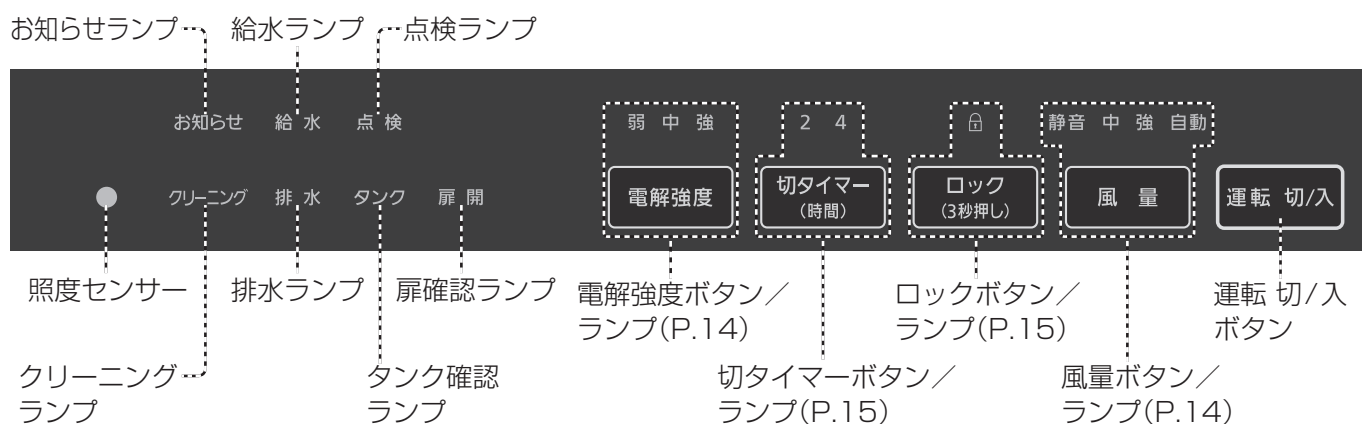 お知らせランプ 給水ランプ 点検ランプ
お知らせ 給水 点検 弱 中 強 2 4 静音 中 強 自動
クリーニング 排水 タンク 扉開 電解強度 切タイマー ロック 風量 運転 切/入
(時間) (3秒押し)
照度センサー 排水ランプ 扉確認ランプ 電解強度ボタン／ ロックボタン／ 運転 切/入
ランプ(P.14) ランプ(P.15) ボタン
クリーニング タンク確認 切タイマーボタン／ 風量ボタン／
ランプ ランプ ランプ(P.15) ランプ(P.14)